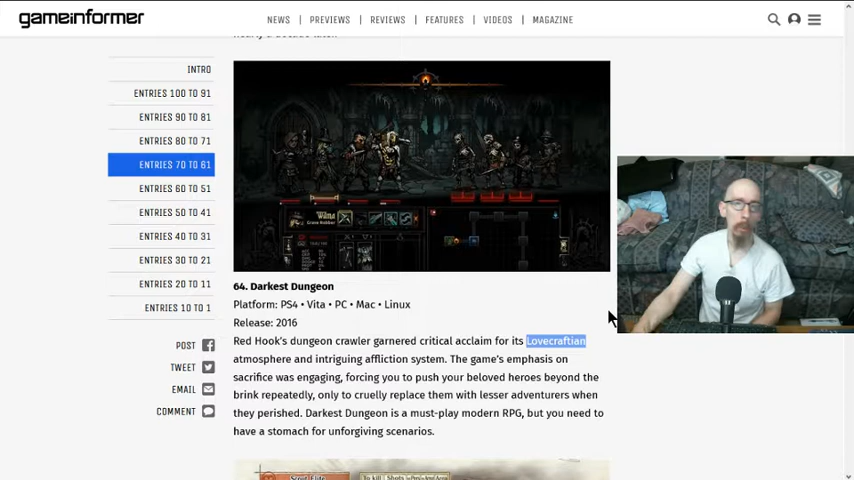 gameinformer
NEWS | PREVIEWS | REVIEWS | FEATURES | VIDEOS | MAGAZINE
INTRO
ENTRIES 100 TO 91
ENTRIES 90 TO 81
ENTRIES 80 TO 71
ENTRIES 70 TO 61
ENTRIES 60 TO 51
ENTRIES 50 TO 41
ENTRIES 40 TO 31
ENTRIES 30 TO 21
ENTRIES 20 TO 11
ENTRIES 10 TO 1
POST
TWEET
EMAIL
COMMENT
64. Darkest Dungeon
Platform: PS4 • Vita • PC • Mac • Linux
Release: 2016
Red Hook's dungeon crawler garnered critical acclaim for its Lovecraftian
atmosphere and intriguing affliction system. The game's emphasis on
sacrifice was engaging, forcing you to push your beloved heroes beyond the
brink repeatedly, only to cruelly replace them with lesser adventurers when
they perished. Darkest Dungeon is a must-play modern RPG, but you need to
have a stomach for unforgiving scenarios.